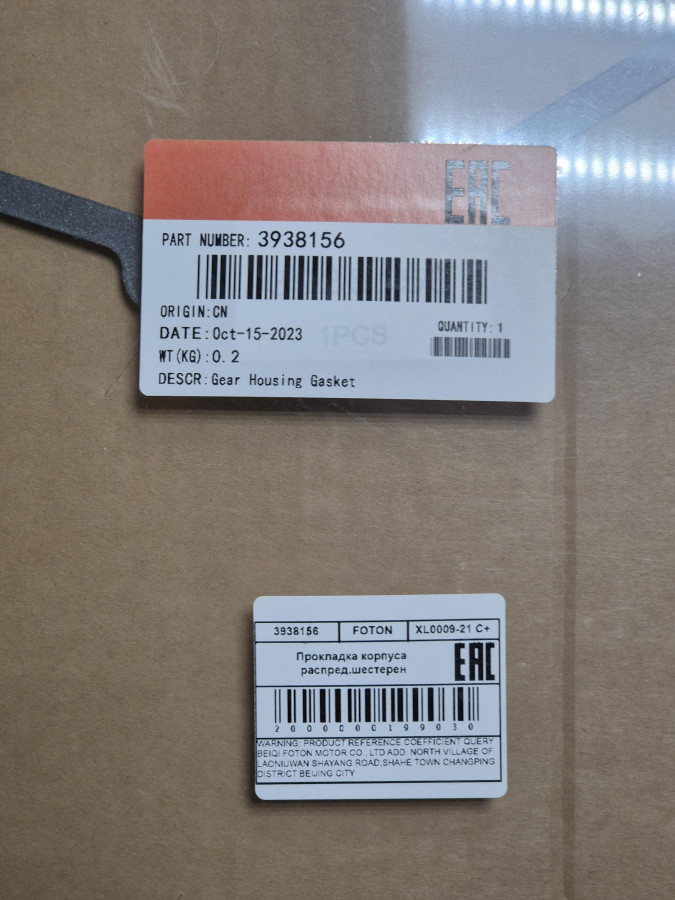 EAC
PART NUMBER: 3938156
ORIGIN:CN
DATE:Oct-15-2023
1PCS
QUANTITY: 1
WT(KG):0.2
DESCR:Gear Housing Gasket
3938156 FOTON XL0009-21 C+
Прокладка корпуса
распред.шестерен
EAC
2000000199030
WARNING: PRODUCT REFERENCE COEFFICIENT QUERY
BEIQI FOTON MOTOR CO., LTD ADD NORTH VILLAGE OF
LAONIUWAN SHAYANG ROAD,SHAHE TOWN CHANGPING
DISTRICT BEIJING CITY